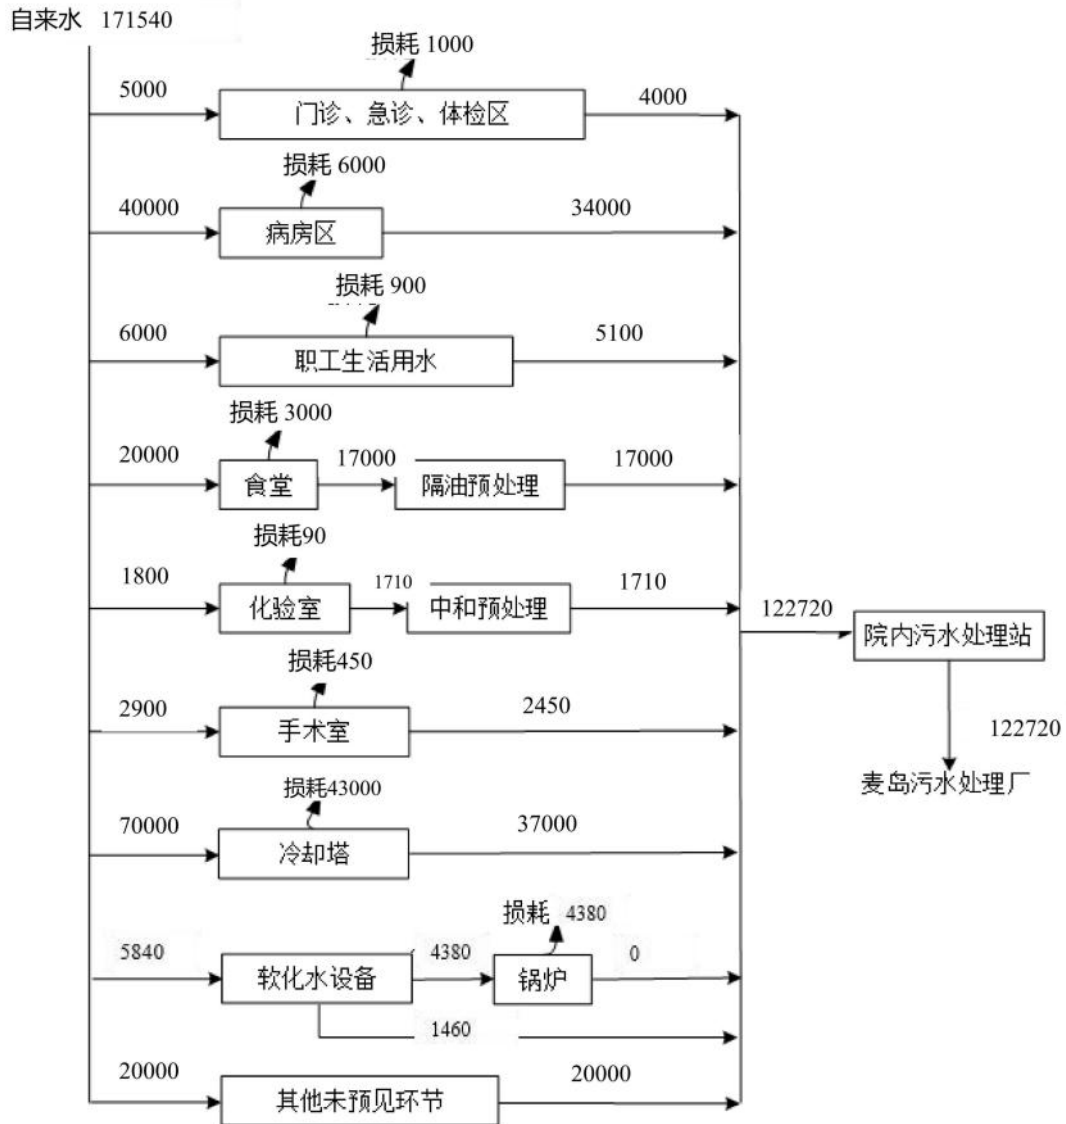 自来水 171540
损耗 1000
5000
门诊、急诊、体检区
4000
损耗 6000
40000
病房区
34000
损耗 900
6000
职工生活用水
5100
损耗 3000
20000
食堂
17000
隔油预处理
17000
损耗90
1800
化验室
1710
中和预处理
1710
122720
院内污水处理站
122720
麦岛污水处理厂
损耗450
2900
手术室
2450
损耗43000
70000
冷却塔
37000
损耗 4380
5840
软化水设备
4380
锅炉
0
1460
20000
其他未预见环节
20000